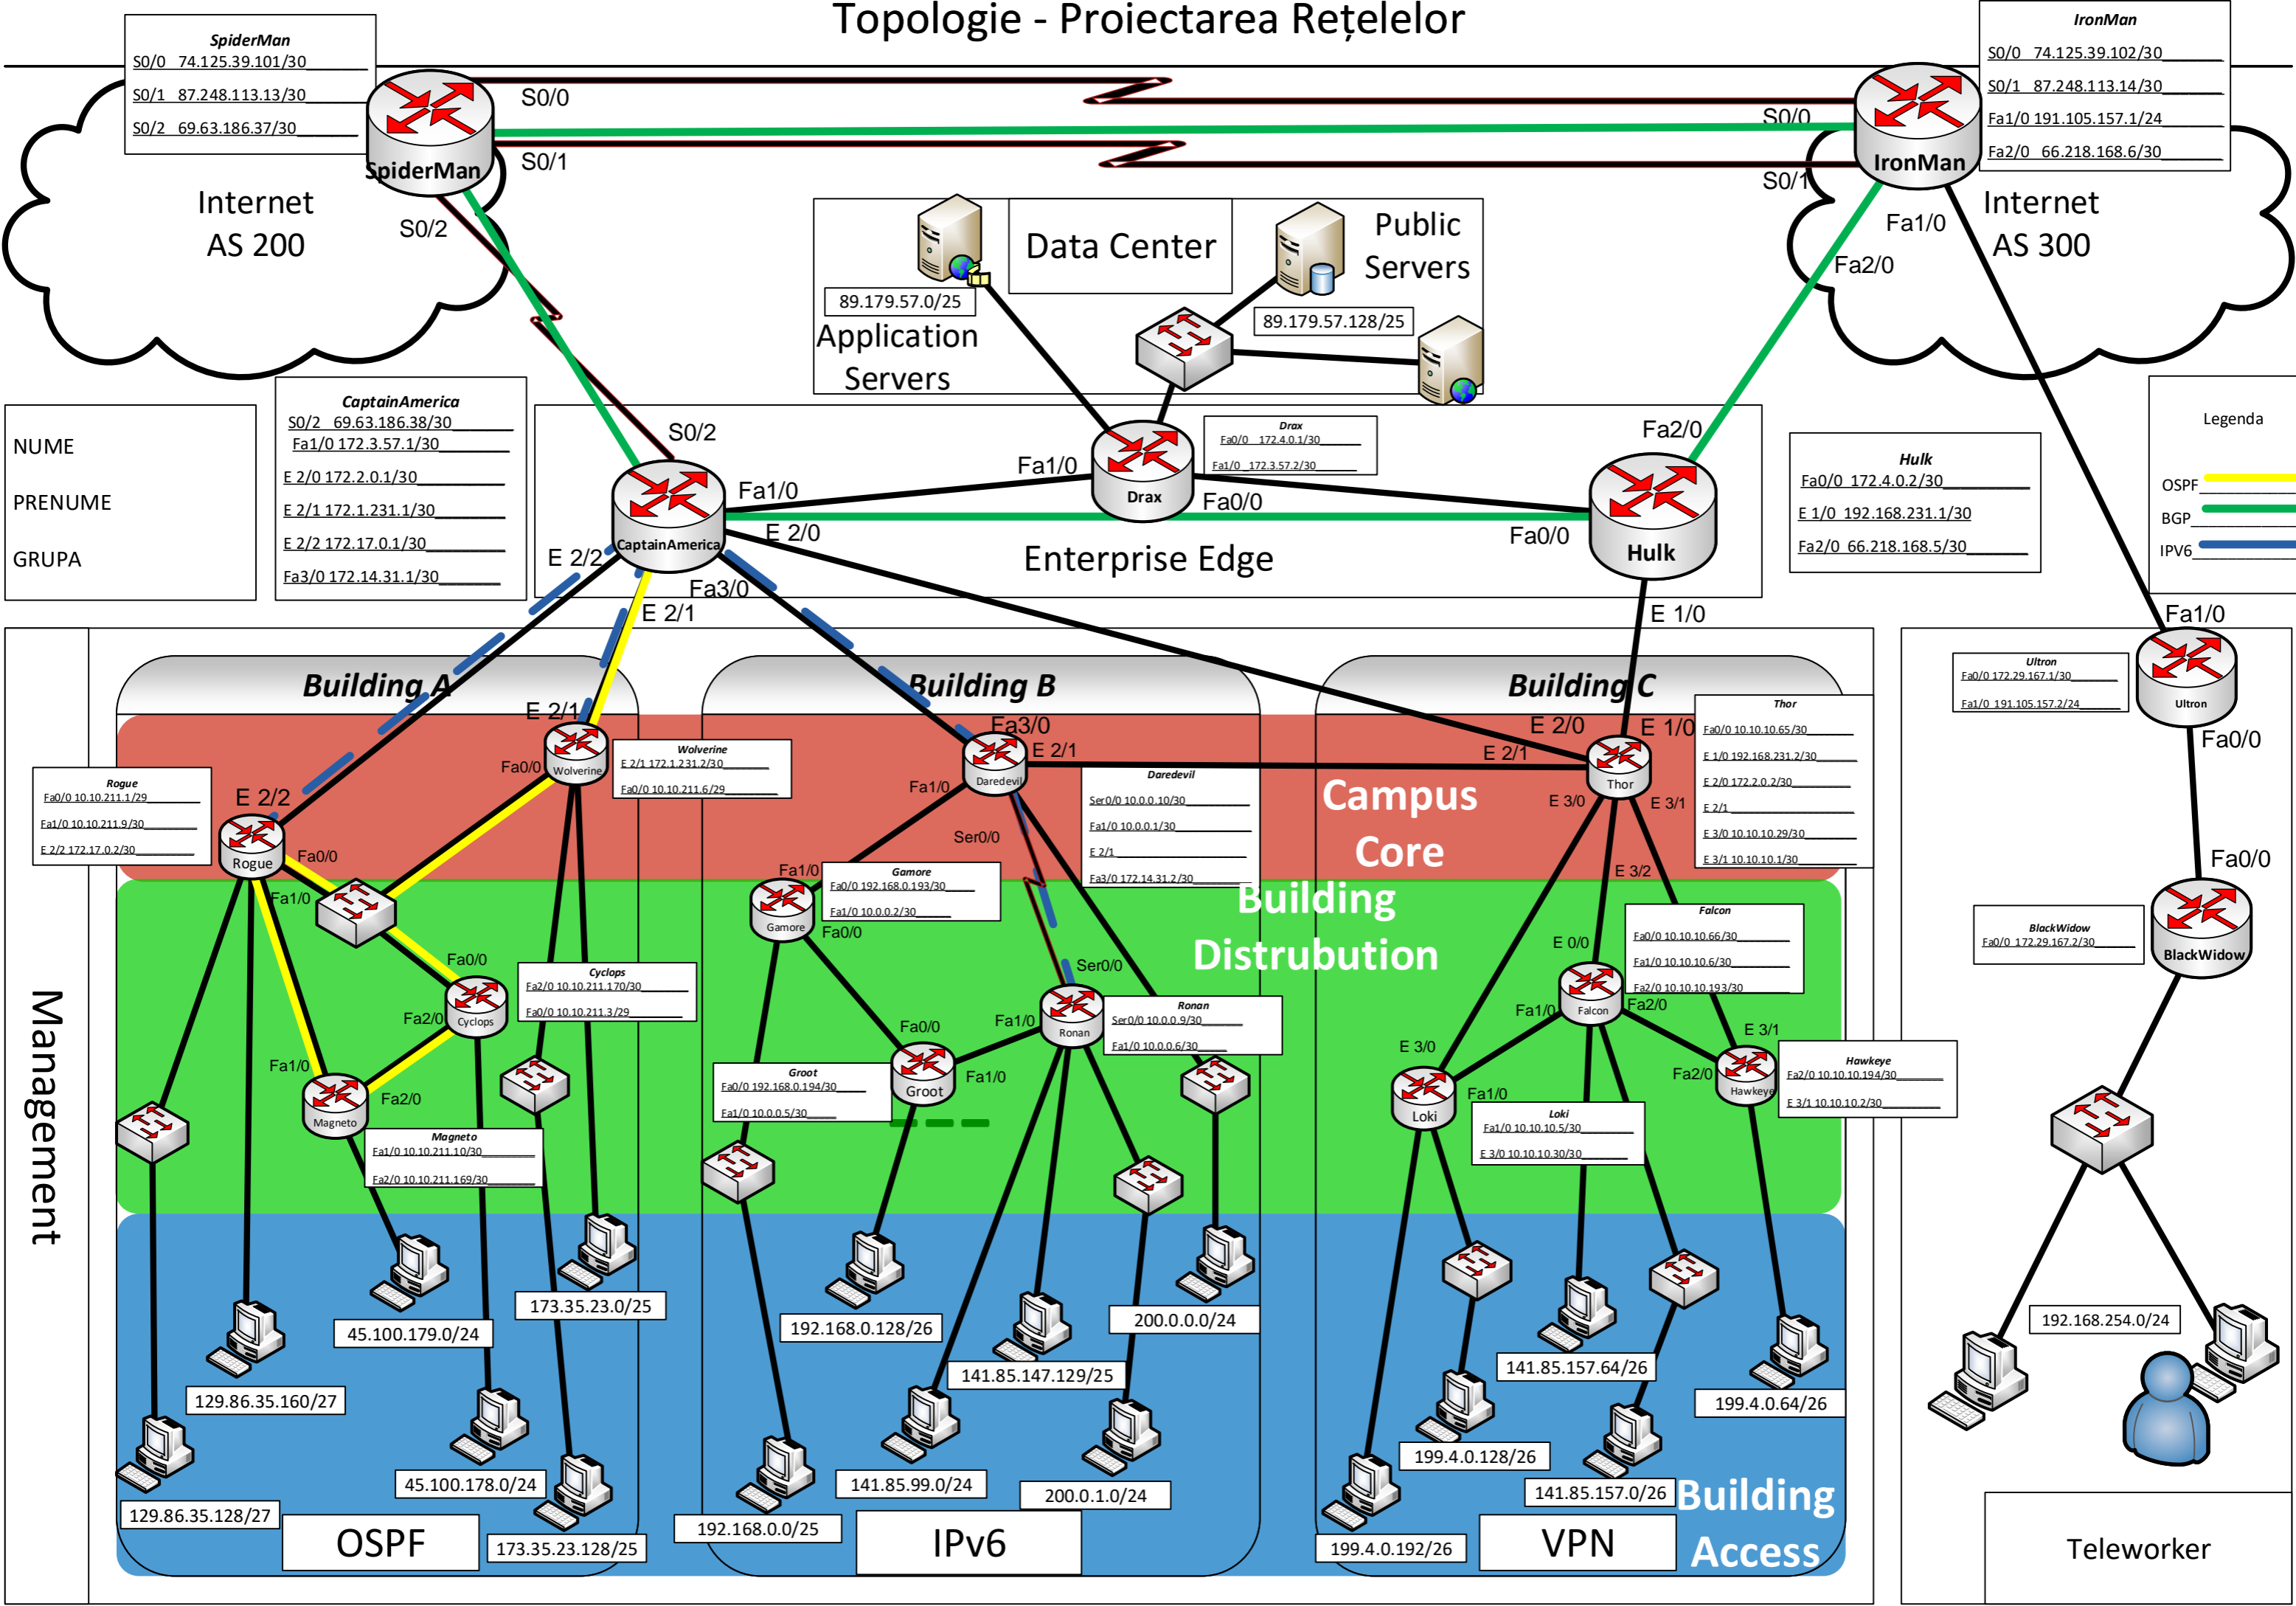 Topologie - Proiectarea Rețelelor
SpiderMan
S0/0 74.125.39.101/30
S0/1 87.248.113.13/30
S0/2 69.63.186.37/30
IronMan
S0/0 74.125.39.102/30
S0/1 87.248.113.14/30
Fa1/0 191.105.157.1/24
Fa2/0 66.218.168.6/30
S0/0
S0/0
SpiderMan
S0/1
IronMan
S0/1
Internet
AS 200
S0/2
Internet
AS 300
Fa1/0
Fa2/0
Data Center
Public
Servers
89.179.57.0/25
89.179.57.128/25
Application
Servers
NUME
PRENUME
GRUPA
CaptainAmerica
S0/2 69.63.186.38/30
Fa1/0 172.3.57.1/30
E 2/0 172.2.0.1/30
E 2/1 172.1.231.1/30
E 2/2 172.17.0.1/30
Fa3/0 172.14.31.1/30
S0/2
Drax
Fa0/0 172.4.0.1/30
Fa1/0 172.3.57.2/30
Fa2/0
Hulk
Fa0/0 172.4.0.2/30
E 1/0 192.168.231.1/30
Fa2/0 66.218.168.5/30
Legenda
OSPF
BGP
IPV6
Fa1/0
Fa1/0
Drax
Fa0/0
E 2/0
Fa0/0
CaptainAmerica
Hulk
E 2/2
Enterprise Edge
Fa3/0
E 2/1
E 1/0
Fa1/0
Management
Building A
Building B
Building C
Ultron
Fa0/0 172.29.167.1/30
Fa1/0 191.105.157.2/24
Ultron
Fa0/0
E 2/1
Wolverine
Fa0/0
Wolverine
E 2/1 172.1.231.2/30
Fa0/0 10.10.211.6/29
Fa3/0
E 2/1
Daredevil
Fa1/0
E 2/1
E 2/0
E 1/0
Thor
Thor
Fa0/0 10.10.10.65/30
E 1/0 192.168.231.2/30
E 2/0 172.2.0.2/30
E 2/1
E 3/0 10.10.10.29/30
E 3/1 10.10.10.1/30
Rogue
Fa0/0 10.10.211.1/29
Fa1/0 10.10.211.9/30
E 2/2 172.17.0.2/30
E 2/2
Rogue
Fa0/0
Fa1/0
Daredevil
Ser0/0 10.0.0.10/30
Fa1/0 10.0.0.1/30
E 2/1
Fa3/0 172.14.31.2/30
Ser0/0
Campus
Core
E 3/0
E 3/1
E 3/2
Fa1/0
Gamore
Fa0/0
Gamore
Fa0/0 192.168.0.193/30
Fa1/0 10.0.0.2/30
Building
Distrubution
Falcon
Fa0/0 10.10.10.66/30
Fa1/0 10.10.10.6/30
Fa2/0 10.10.10.193/30
E 0/0
Fa1/0
Falcon
Fa2/0
Fa0/0
BlackWidow
Fa0/0 172.29.167.2/30
BlackWidow
Fa0/0
Cyclops
Fa2/0
Cyclops
Fa2/0 10.10.211.170/30
Fa0/0 10.10.211.3/29
Ser0/0
Fa1/0
Ronan
Ronan
Ser0/0 10.0.0.9/30
Fa1/0 10.0.0.6/30
Fa0/0
Groot
Fa1/0
Groot
Fa0/0 192.168.0.194/30
Fa1/0 10.0.0.5/30
E 3/1
Fa2/0
Hawkeye
Hawkeye
Fa2/0 10.10.10.194/30
E 3/1 10.10.10.2/30
E 3/0
Loki
Fa1/0
Loki
Fa1/0 10.10.10.5/30
E 3/0 10.10.10.30/30
Fa1/0
Fa2/0
Magneto
Magneto
Fa1/0 10.10.211.10/30
Fa2/0 10.10.211.169/30
173.35.23.0/25
45.100.179.0/24
129.86.35.160/27
45.100.178.0/24
129.86.35.128/27
173.35.23.128/25
OSPF
192.168.0.128/26
200.0.0.0/24
141.85.147.129/25
141.85.99.0/24
200.0.1.0/24
192.168.0.0/25
IPv6
141.85.157.64/26
199.4.0.64/26
199.4.0.128/26
141.85.157.0/26
199.4.0.192/26
VPN
Building
Access
192.168.254.0/24
Teleworker